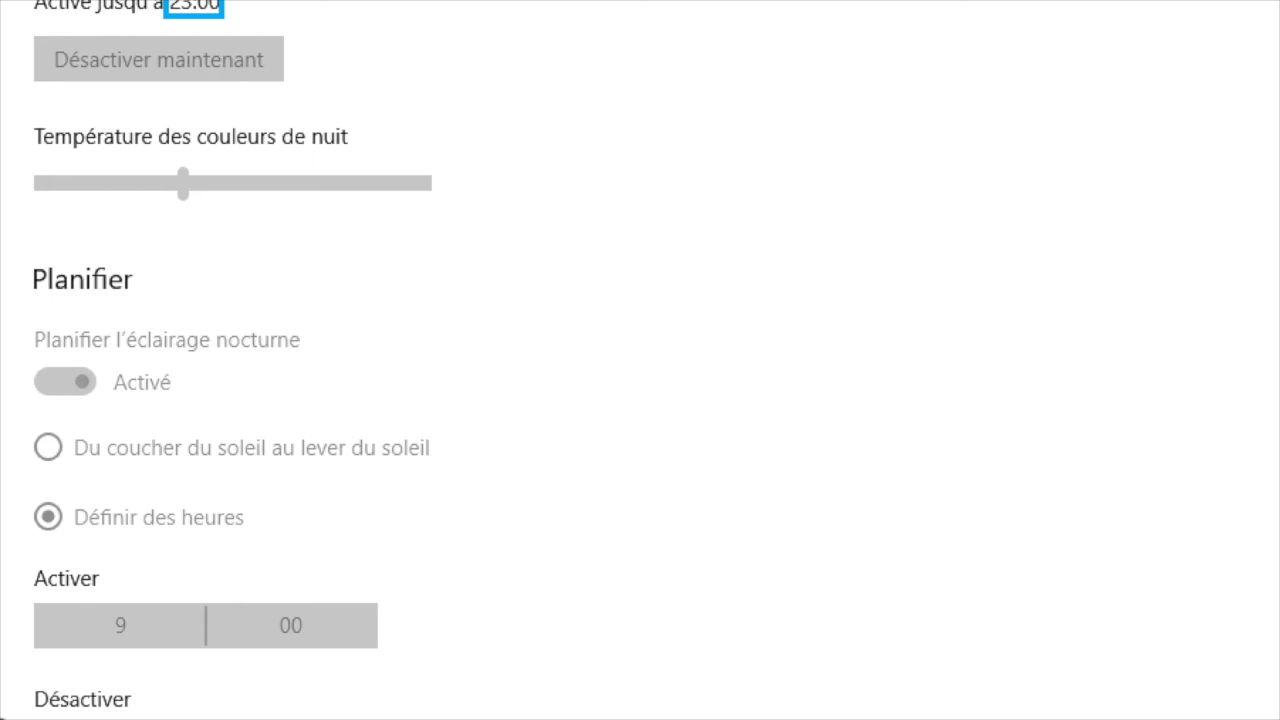 Activé jusqu'à 23:00
Désactiver maintenant
Température des couleurs de nuit
Planifier
Planifier l’éclairage nocturne
Activé
Du coucher du soleil au lever du soleil
Définir des heures
Activer
9 00
Désactiver